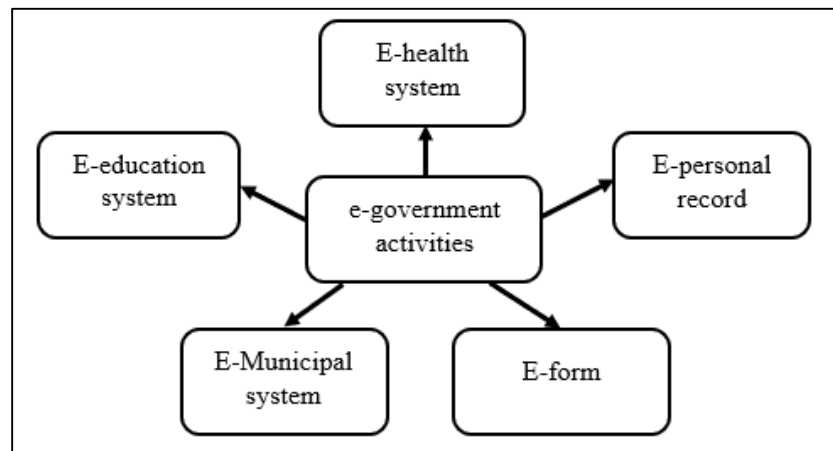 E-health
system
E-education
system
E-personal
record
e-government
activities
E-Municipal
system
E-form